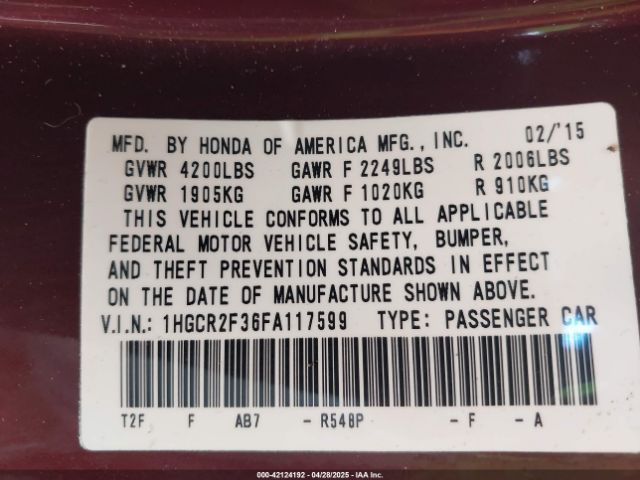 MFD. BY HONDA OF AMERICA MFG., INC. 02/'15
GVWR 4200LBS GAWR F 2249LBS R 2006LBS
GVWR 1905KG GAWR F 1020KG R 910KG
THIS VEHICLE CONFORMS TO ALL APPLICABLE
FEDERAL MOTOR VEHICLE SAFETY, BUMPER,
AND THEFT PREVENTION STANDARDS IN EFFECT
ON THE DATE OF MANUFACTURE SHOWN ABOVE.
V.I.N.: 1HGCR2F36FA117599 TYPE: PASSENGER CAR
T2F F AB7 - R548P - F - A
000-42124192 | 04/28/2025 | IAA, Inc.